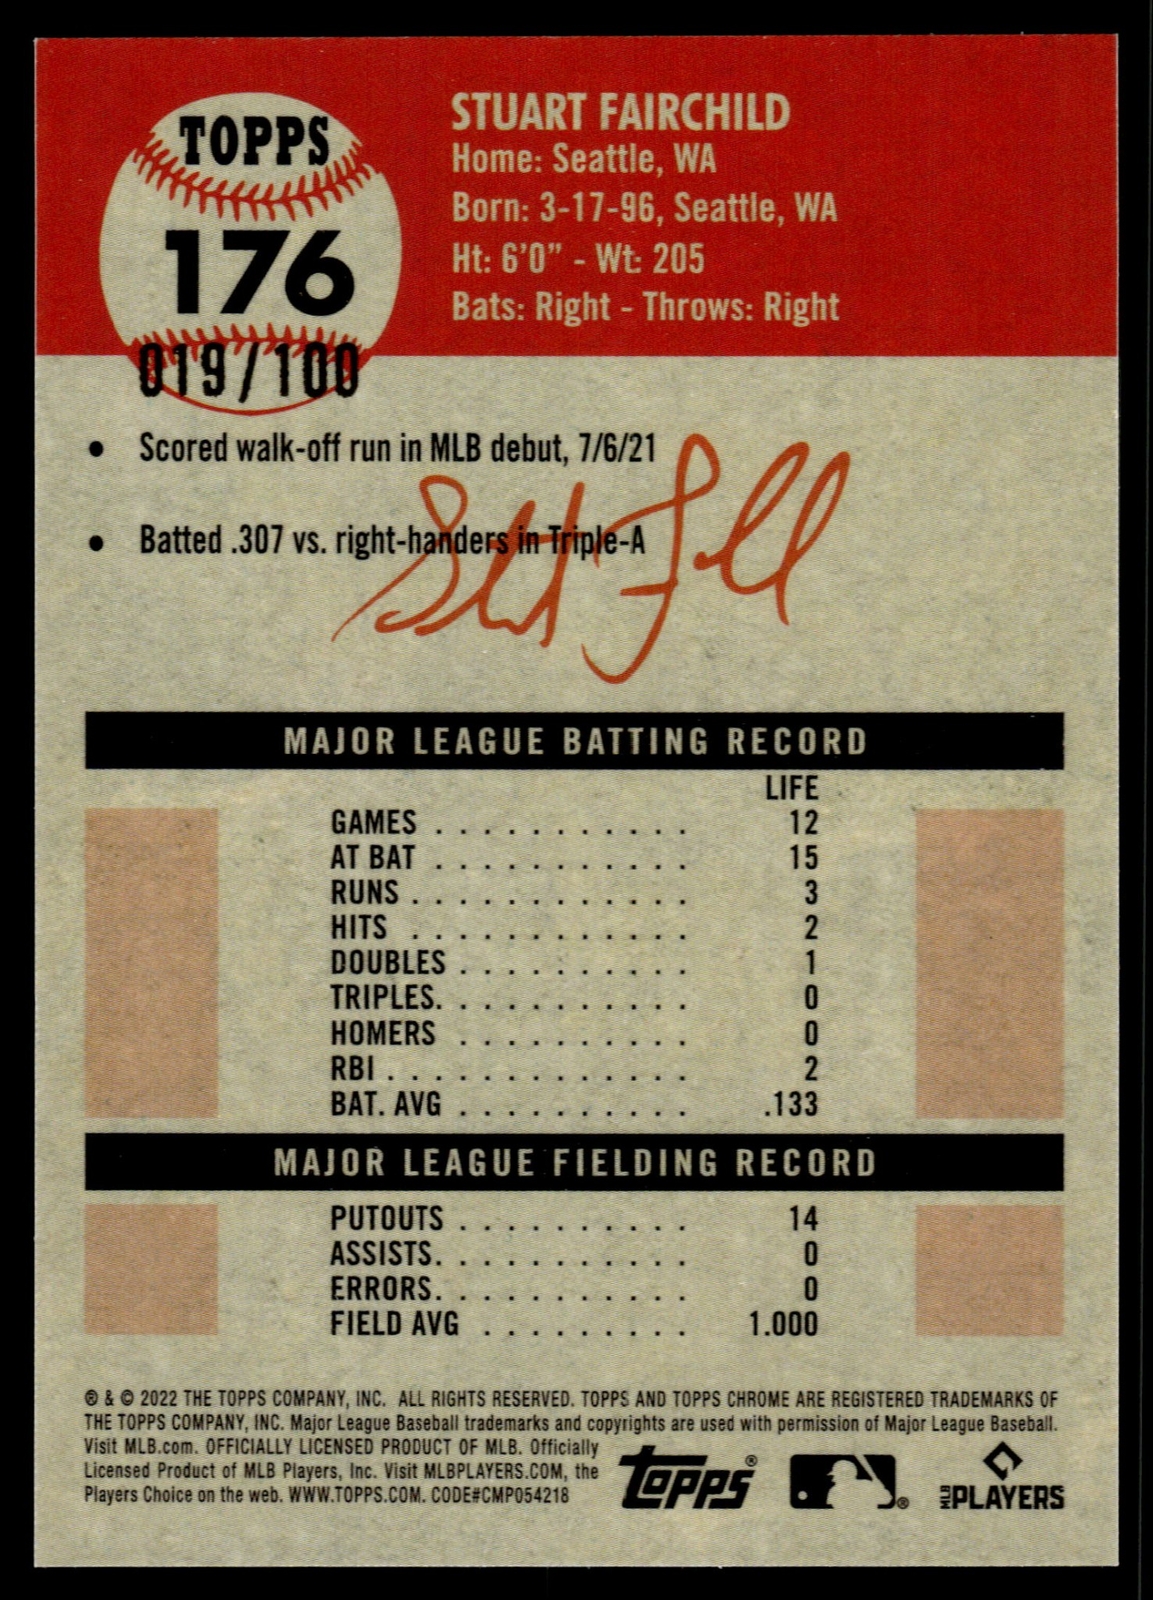 TOPPS
176
019/100
STUART FAIRCHILD
Home: Seattle, WA
Born: 3-17-96, Seattle, WA
Ht: 6'0" - Wt: 205
Bats: Right - Throws: Right
• Scored walk-off run in MLB debut, 7/6/21
• Batted .307 vs. right-handers in Triple-A
MAJOR LEAGUE BATTING RECORD
LIFE
GAMES . . . . . . . . . . . 12
AT BAT . . . . . . . . . . . 15
RUNS . . . . . . . . . . . . 3
HITS . . . . . . . . . . . . 2
DOUBLES . . . . . . . . . . 1
TRIPLES. . . . . . . . . . . 0
HOMERS . . . . . . . . . . 0
RBI . . . . . . . . . . . . . 2
BAT. AVG . . . . . . . . . . .133
MAJOR LEAGUE FIELDING RECORD
PUTOUTS . . . . . . . . . . 14
ASSISTS. . . . . . . . . . . 0
ERRORS. . . . . . . . . . . 0
FIELD AVG . . . . . . . . . 1.000
® & © 2022 THE TOPPS COMPANY, INC. ALL RIGHTS RESERVED. TOPPS AND TOPPS CHROME ARE REGISTERED TRADEMARKS OF
THE TOPPS COMPANY, INC. Major League Baseball trademarks and copyrights are used with permission of Major League Baseball.
Visit MLB.com. OFFICIALLY LICENSED PRODUCT OF MLB. Officially
Licensed Product of MLB Players, Inc. Visit MLBPLAYERS.COM, the
Players Choice on the web. WWW.TOPPS.COM. CODE#CMP054218
topps®
®
MLB PLAYERS